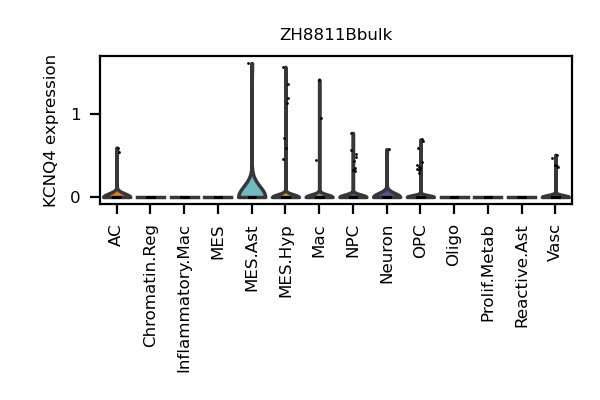 ZH8811Bbulk
KCNQ4 expression
1
0
AC
Chromatin.Reg
Inflammatory.Mac
MES
MES.Ast
MES.Hyp
Mac
NPC
Neuron
OPC
Oligo
Prolif.Metab
Reactive.Ast
Vasc